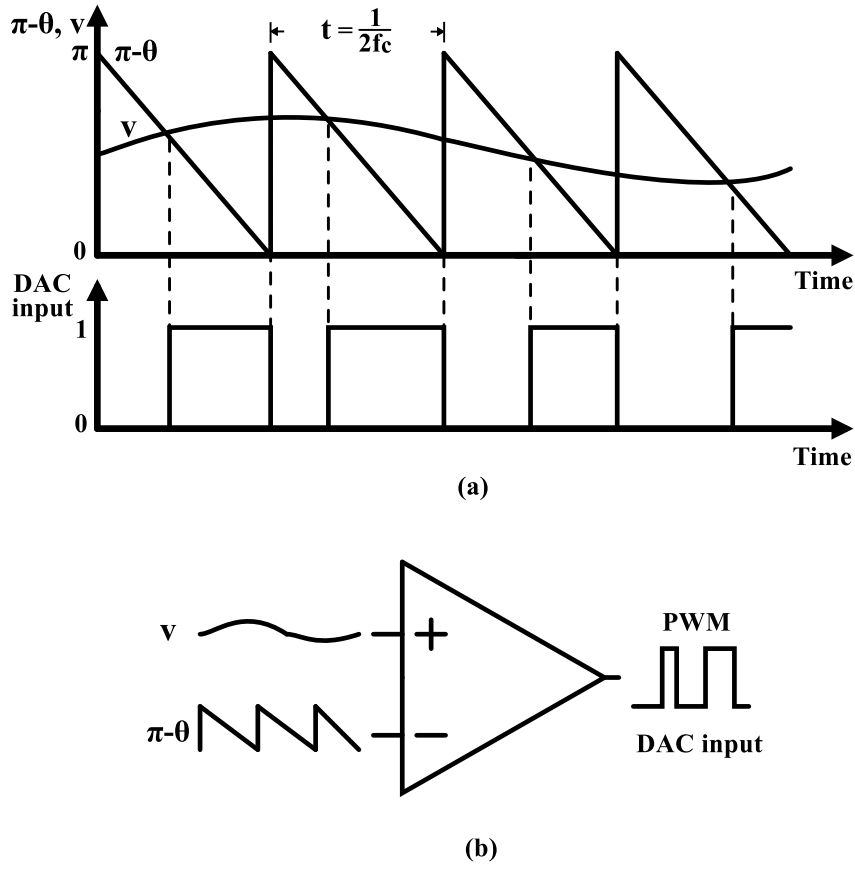 π-θ, v
π
π-θ
t = 1/2fc
v
0
Time
DAC
input
1
0
Time
(a)
v
+
PWM
π-θ
−
DAC input
(b)